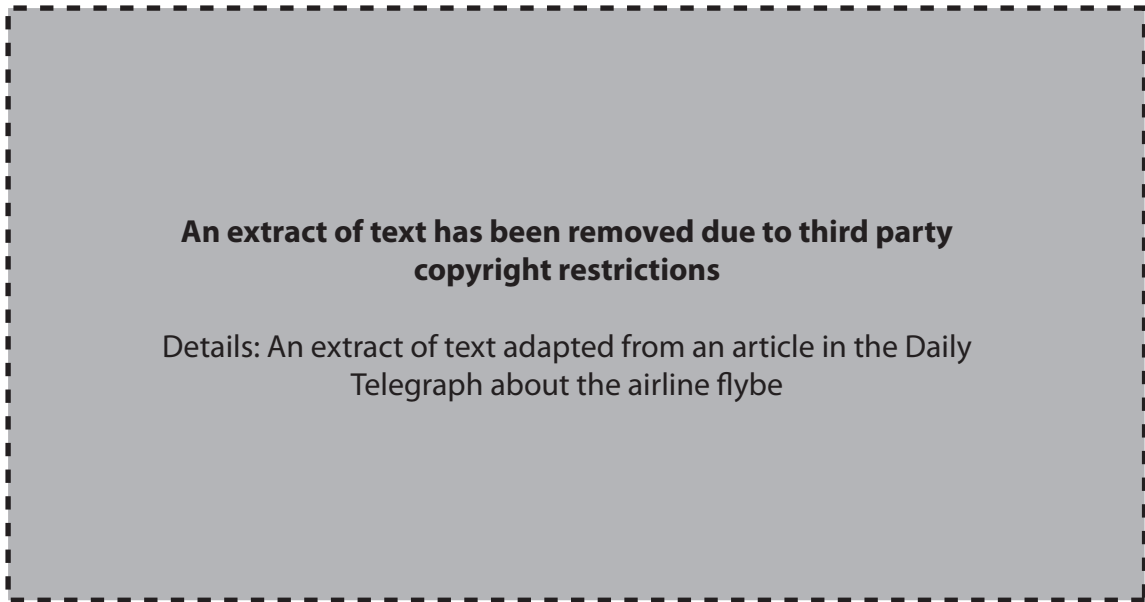 An extract of text has been removed due to third party
copyright restrictions
Details: An extract of text adapted from an article in the Daily
Telegraph about the airline flybe